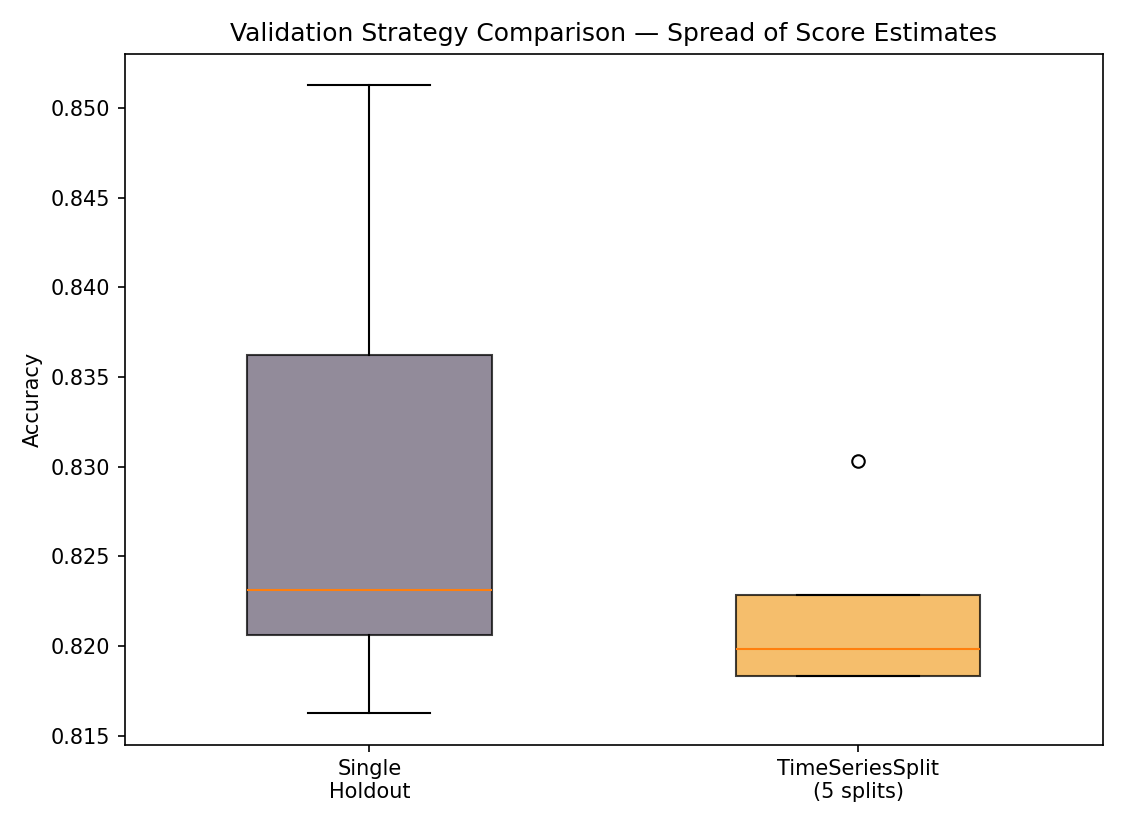 Validation Strategy Comparison — Spread of Score Estimates
Accuracy
0.850
0.845
0.840
0.835
0.830
0.825
0.820
0.815
Single
Holdout
TimeSeriesSplit
(5 splits)